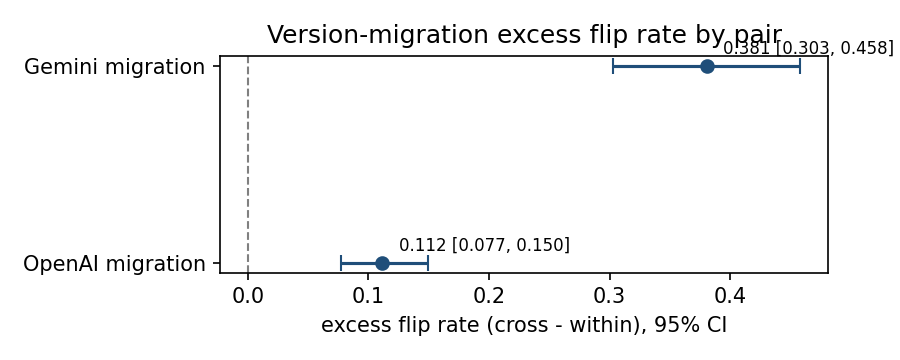 Version-migration excess flip rate by pair
0.381 [0.303, 0.458]
Gemini migration
0.112 [0.077, 0.150]
OpenAI migration
0.0 0.1 0.2 0.3 0.4
excess flip rate (cross - within), 95% CI